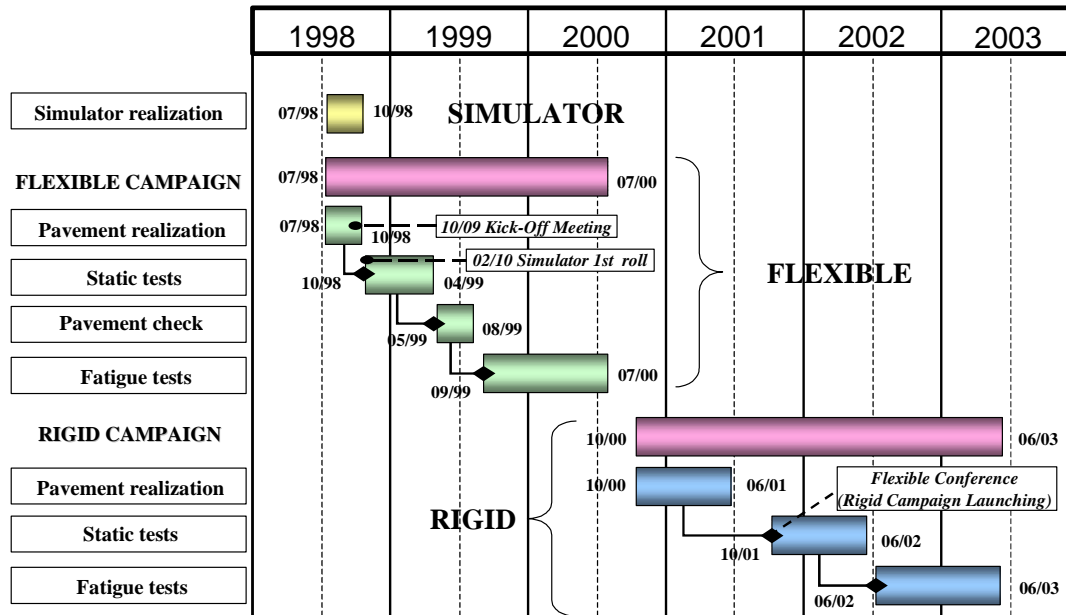 1998 1999 2000 2001 2002 2003
Simulator realization 07/98 10/98 SIMULATOR
FLEXIBLE CAMPAIGN 07/98 07/00
Pavement realization 07/98 10/98 10/09 Kick-Off Meeting
02/10 Simulator 1st roll
Static tests 10/98 04/99 FLEXIBLE
Pavement check 05/99 08/99
Fatigue tests 09/99 07/00
RIGID CAMPAIGN 10/00 06/03
Pavement realization 10/00 06/01 Flexible Conference
(Rigid Campaign Launching)
RIGID
Static tests 10/01 06/02
Fatigue tests 06/02 06/03